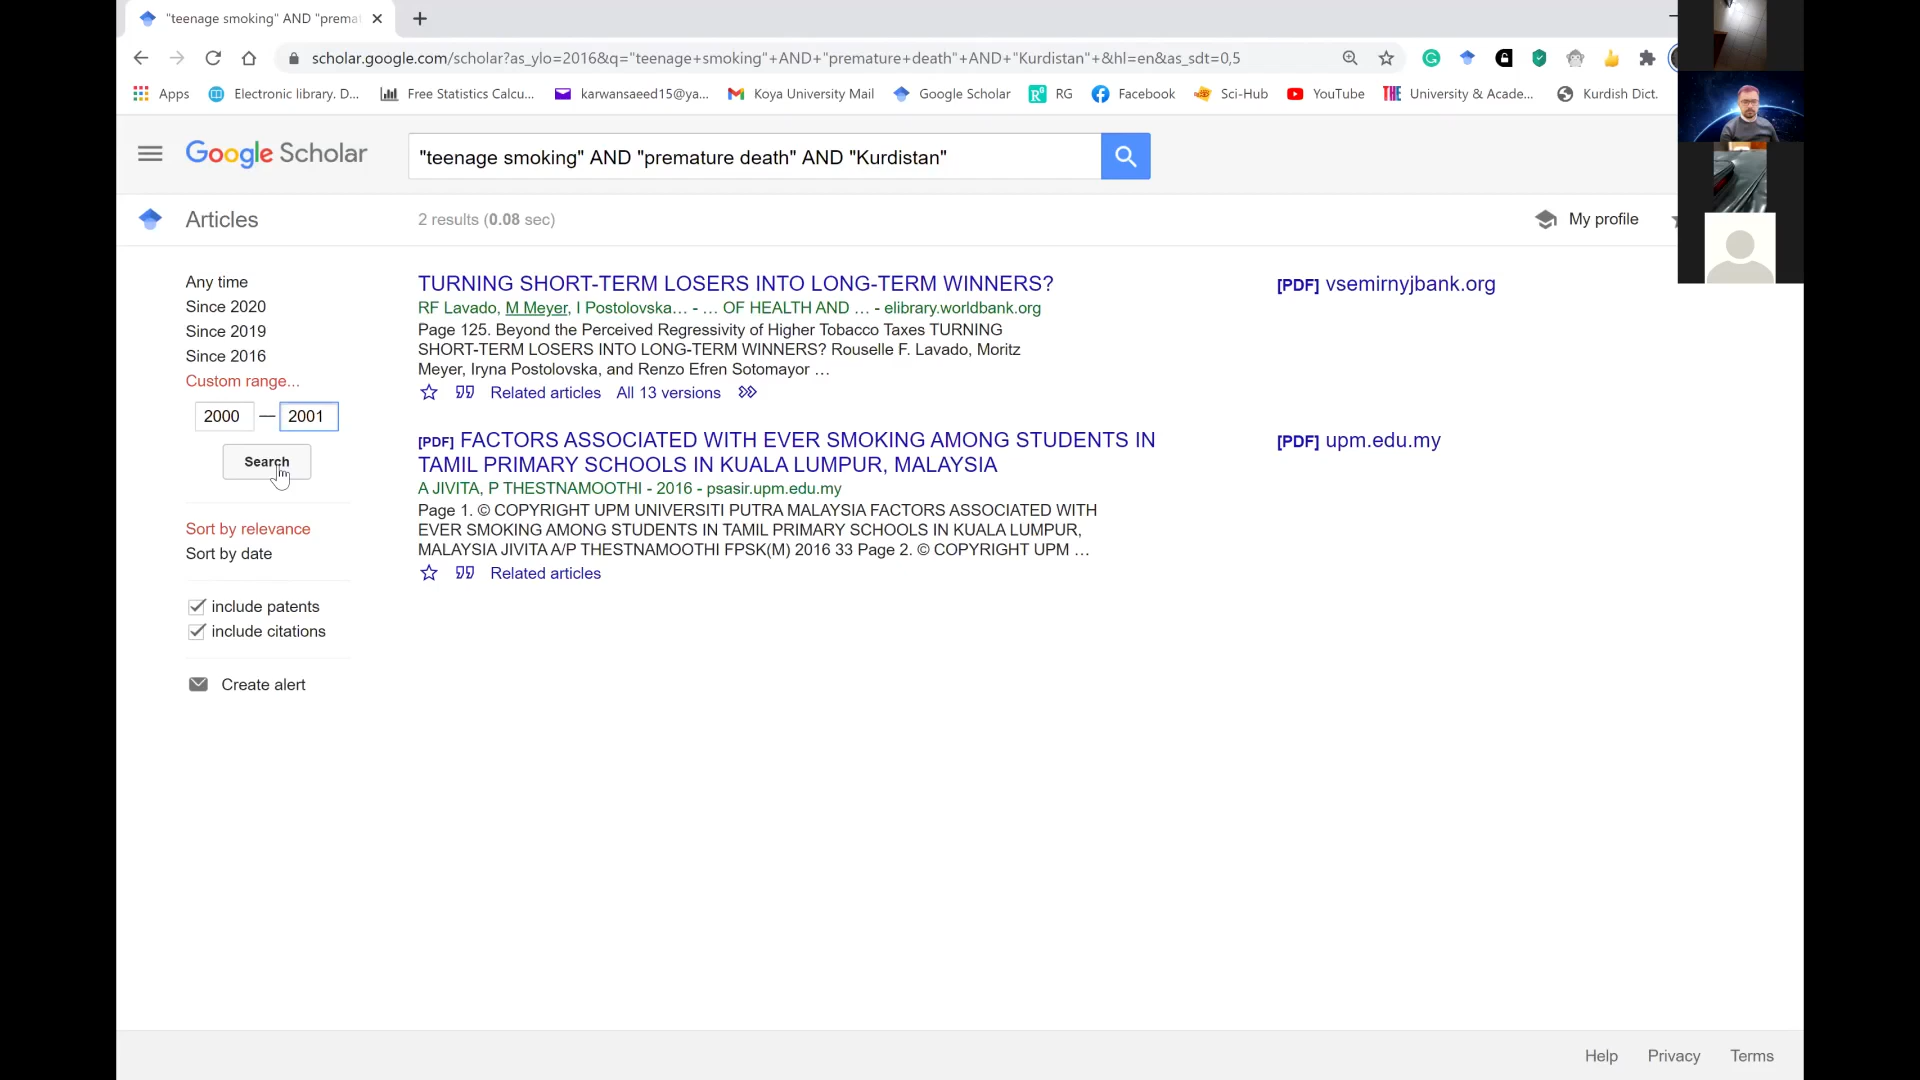 "teenage smoking" AND "prema
scholar.google.com/scholar?as_ylo=2016&q="teenage+smoking"+AND+"premature+death"+AND+"Kurdistan"+&hl=en&as_sdt=0,5
Apps Electronic library. D... Free Statistics Calcu... karwansaeed15@ya... Koya University Mail Google Scholar RG Facebook Sci-Hub YouTube THE University & Acade... Kurdish Dict.
Google Scholar
"teenage smoking" AND "premature death" AND "Kurdistan"
Articles
2 results (0.08 sec)
My profile
Any time
Since 2020
Since 2019
Since 2016
Custom range...
2000 — 2001
Search
Sort by relevance
Sort by date
include patents
include citations
Create alert
TURNING SHORT-TERM LOSERS INTO LONG-TERM WINNERS?
RF Lavado, M Meyer, I Postolovska… - … OF HEALTH AND … - elibrary.worldbank.org
Page 125. Beyond the Perceived Regressivity of Higher Tobacco Taxes TURNING
SHORT-TERM LOSERS INTO LONG-TERM WINNERS? Rouselle F. Lavado, Moritz
Meyer, Iryna Postolovska, and Renzo Efren Sotomayor …
Related articles All 13 versions
[PDF] vsemirnyjbank.org
[PDF] FACTORS ASSOCIATED WITH EVER SMOKING AMONG STUDENTS IN
TAMIL PRIMARY SCHOOLS IN KUALA LUMPUR, MALAYSIA
A JIVITA, P THESTNAMOOTHI - 2016 - psasir.upm.edu.my
Page 1. © COPYRIGHT UPM UNIVERSITI PUTRA MALAYSIA FACTORS ASSOCIATED WITH
EVER SMOKING AMONG STUDENTS IN TAMIL PRIMARY SCHOOLS IN KUALA LUMPUR,
MALAYSIA JIVITA A/P THESTNAMOOTHI FPSK(M) 2016 33 Page 2. © COPYRIGHT UPM …
Related articles
[PDF] upm.edu.my
Help Privacy Terms